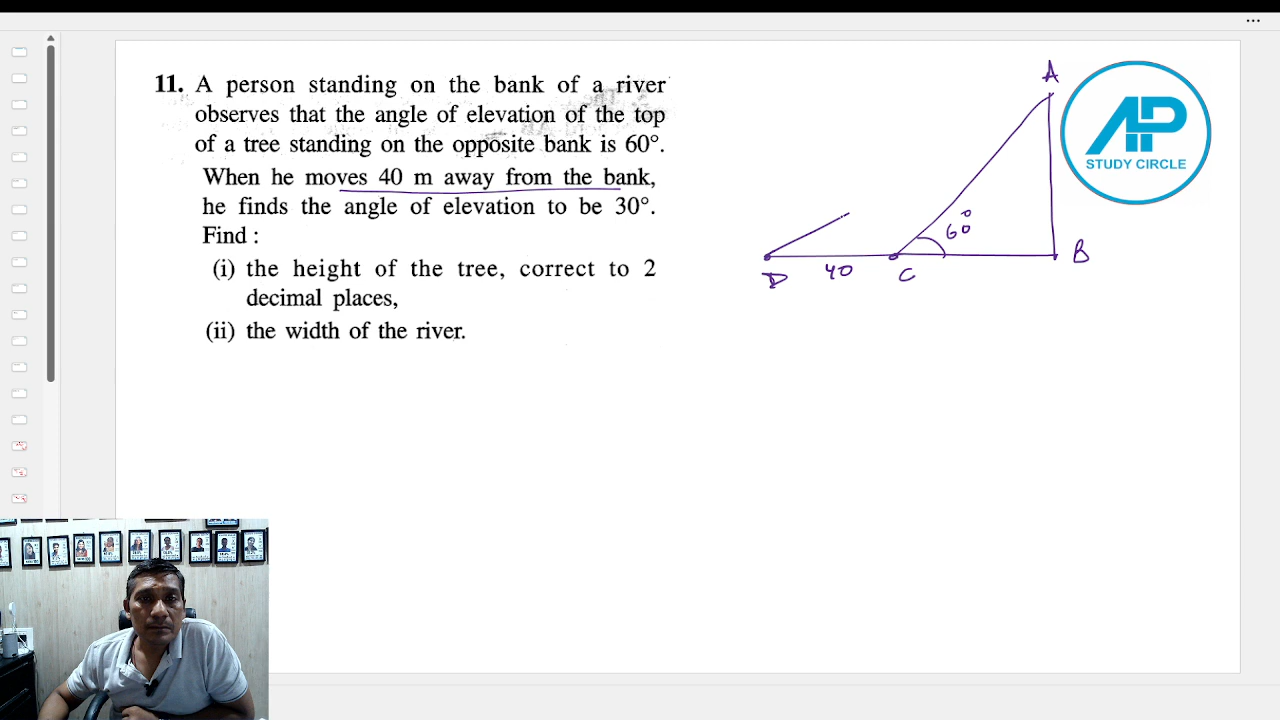 11. A person standing on the bank of a river
observes that the angle of elevation of the top
of a tree standing on the opposite bank is 60°.
When he moves 40 m away from the bank,
he finds the angle of elevation to be 30°.
Find :
(i) the height of the tree, correct to 2
decimal places,
(ii) the width of the river.
A
60°
B
D
40
C
AP
STUDY CIRCLE